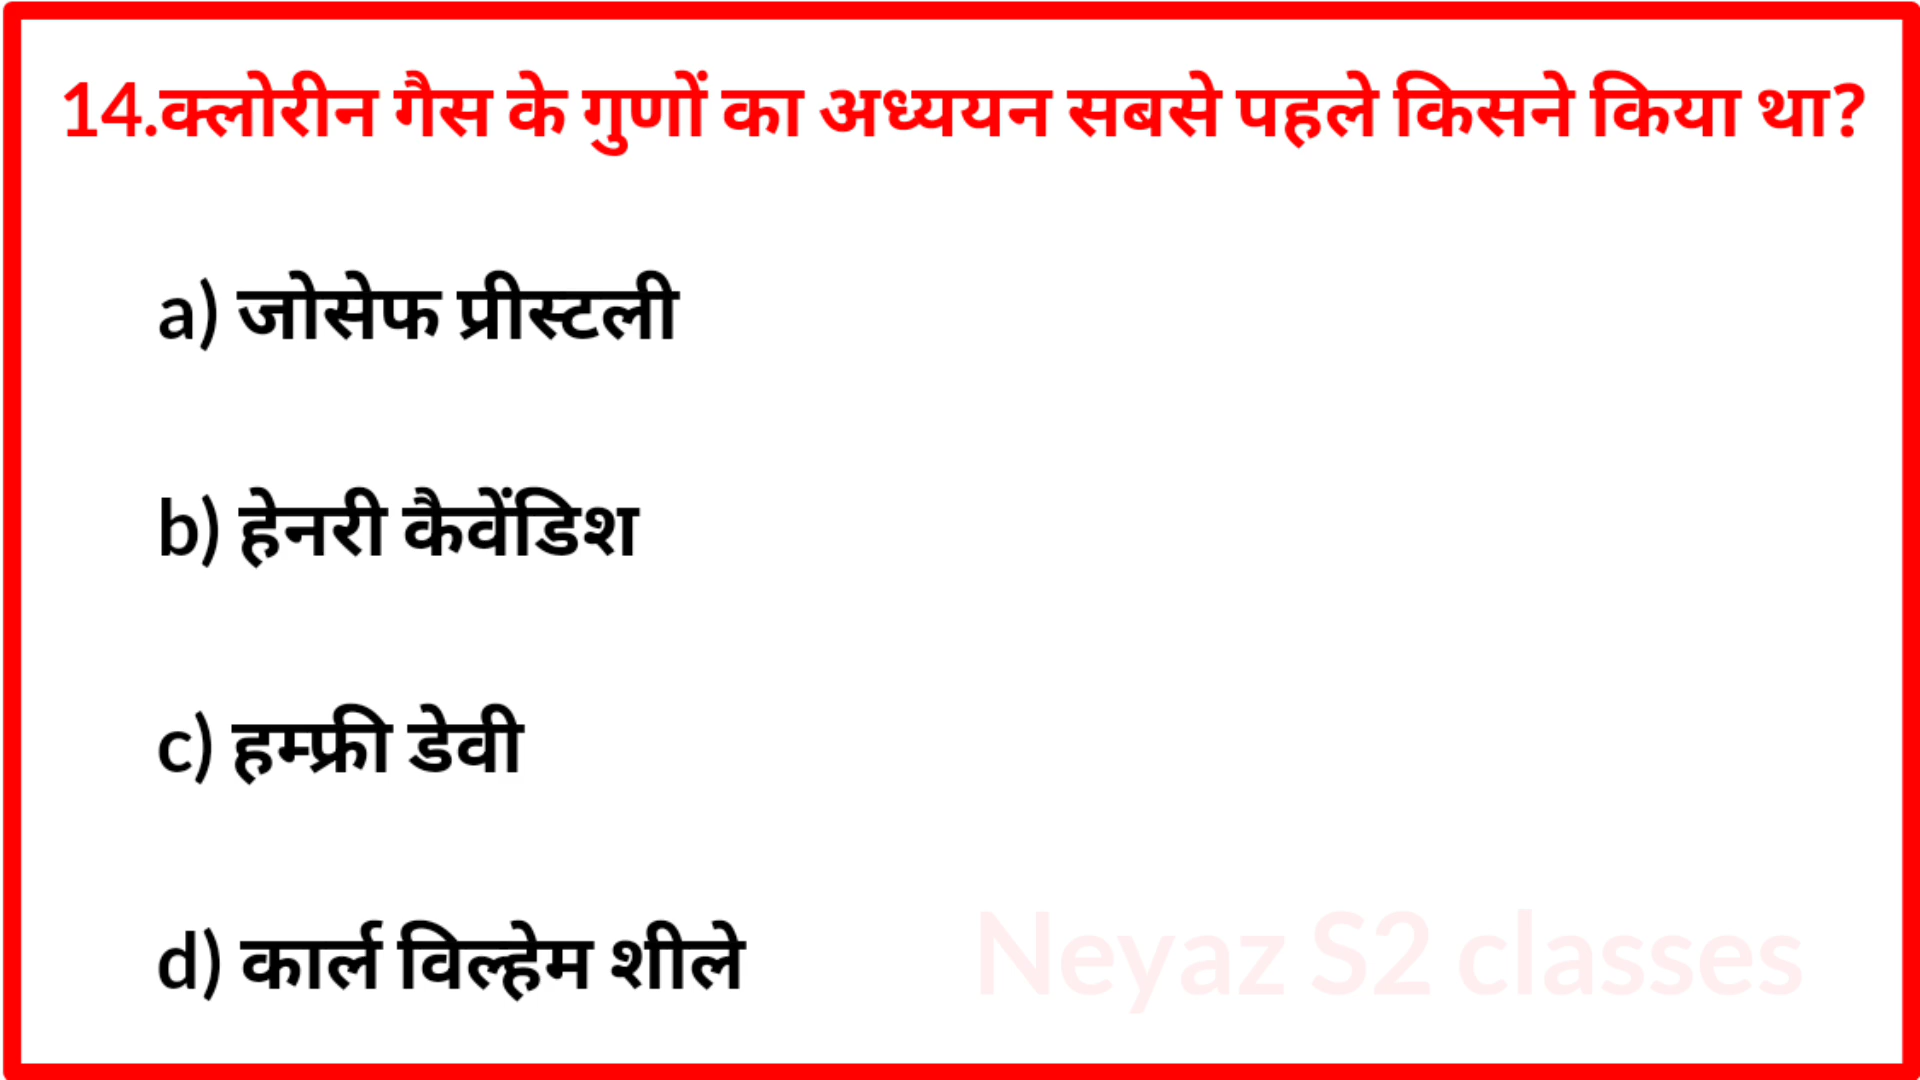 14.क्लोरीन गैस के गुणों का अध्ययन सबसे पहले किसने किया था?
a) जोसेफ प्रीस्टली
b) हेनरी कैवेंडिश
c) हम्फ्री डेवी
d) कार्ल विल्हेम शीले
Neyaz S2 classes